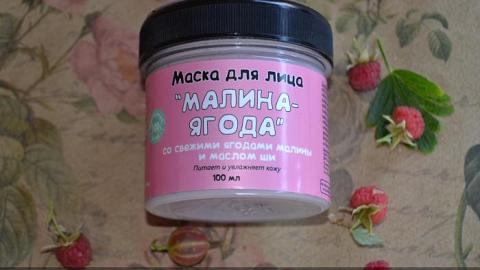 Маска для лица
"МАЛИНА-
ЯГОДА"
со свежими ягодами малины
и маслом ши
Питает и увлажняет кожу
100 мл